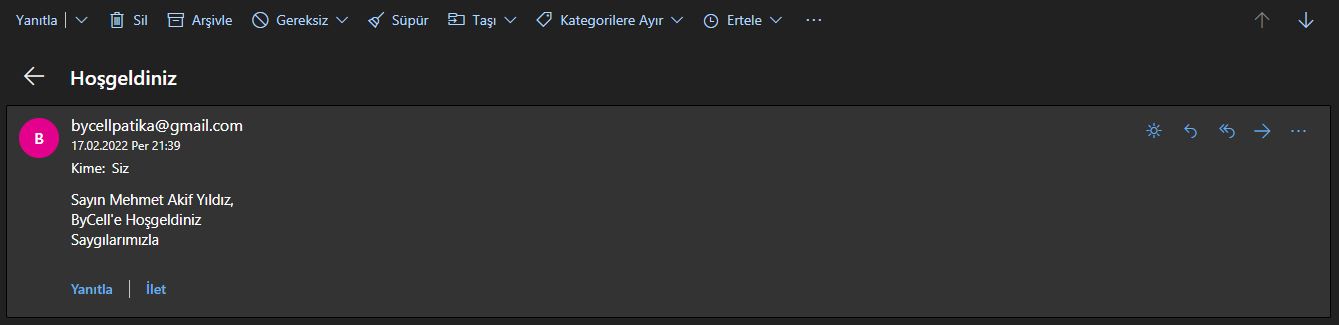 Yanıtla Sil Arşivle Gereksiz Süpür Taşı Kategorilere Ayır Ertele ...
Hoşgeldiniz
B
bycellpatika@gmail.com
17.02.2022 Per 21:39
Kime: Siz
Sayın Mehmet Akif Yıldız,
ByCell'e Hoşgeldiniz
Saygılarımızla
Yanıtla İlet